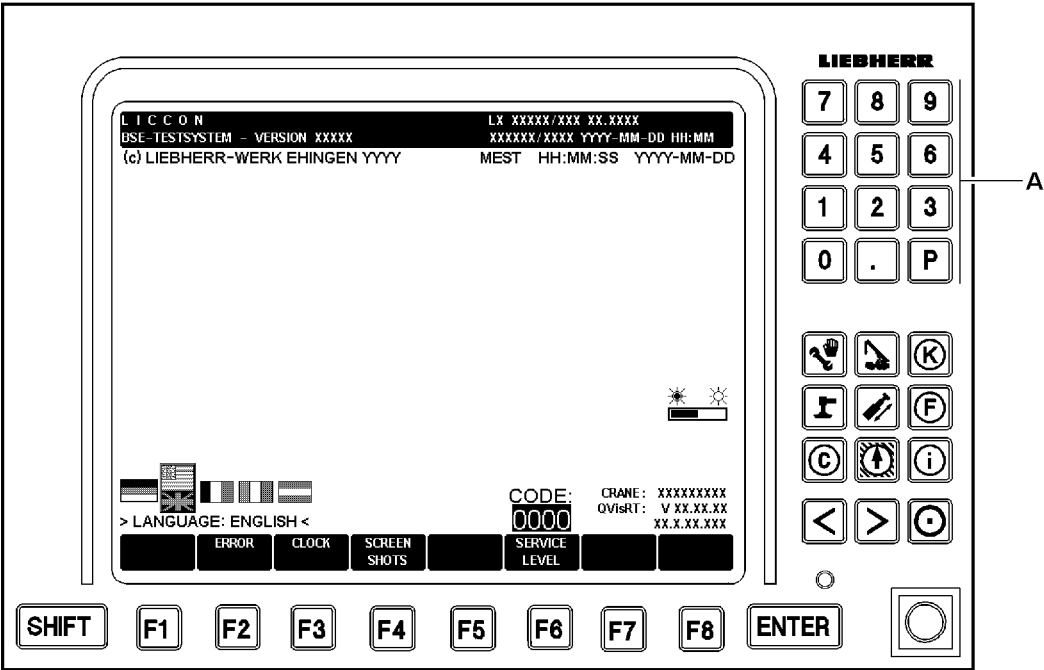 LIEBHERR
L I C C O N LX XXXXX/XXX XX.XXXX
BSE-TESTSYSTEM - VERSION XXXXX XXXXXX/XXXX YYYY-MM-DD HH:MM
(c) LIEBHERR-WERK EHINGEN YYYY MEST HH:MM:SS YYYY-MM-DD
7 8 9
4 5 6
A
1 2 3
0 . P
K
F
C i
< >
CODE: CRANE: XXXXXXXXX
0000 QVisRT: V XX.XX.XX
> LANGUAGE: ENGLISH < XX.X.XX.XXX
ERROR CLOCK SCREEN SHOTS SERVICE LEVEL
SHIFT F1 F2 F3 F4 F5 F6 F7 F8 ENTER